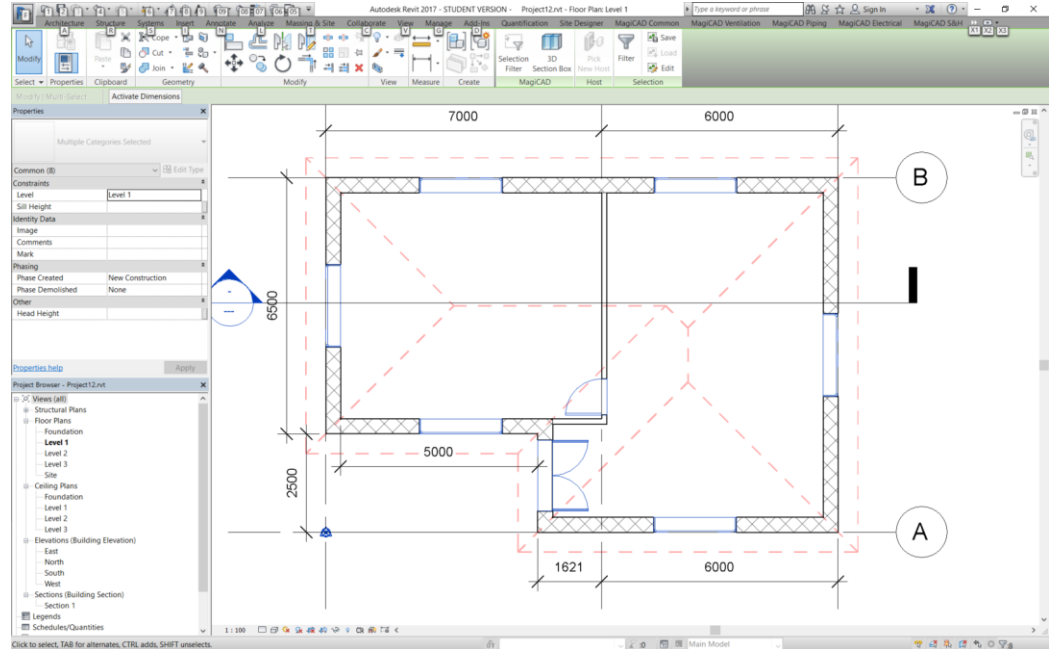 Autodesk Revit 2017 - STUDENT VERSION - Project12.rvt - Floor Plan: Level 1
Type a keyword or phrase
Sign In
Architecture Structure Systems Insert Annotate Analyze Massing & Site Collaborate View Manage Add-Ins Quantification Site Designer MagiCAD Common MagiCAD Ventilation MagiCAD Piping MagiCAD Electrical MagiCAD S&H
X1 X2 X3
Modify
Paste
Cope
Cut
Join
Selection Filter
3D Section Box
Pick New Host
Filter
Save
Load
Edit
Select Properties Clipboard Geometry Modify View Measure Create MagiCAD Host Selection
Modify | Multi-Select Activate Dimensions
Properties
Multiple Categories Selected
Common (8) Edit Type
Constraints
Level Level 1
Sill Height
Identity Data
Image
Comments
Mark
Phasing
Phase Created New Construction
Phase Demolished None
Other
Head Height
Properties help Apply
Project Browser - Project12.rvt
Views (all)
Structural Plans
Floor Plans
Foundation
Level 1
Level 2
Level 3
Site
Ceiling Plans
Foundation
Level 1
Level 2
Level 3
Elevations (Building Elevation)
East
North
South
West
Sections (Building Section)
Section 1
Legends
Schedules/Quantities
7000 6000
B
6500
5000
2500
A
1621 6000
1 : 100
Click to select, TAB for alternates, CTRL adds, SHIFT unselects.
:0
Main Model
:8